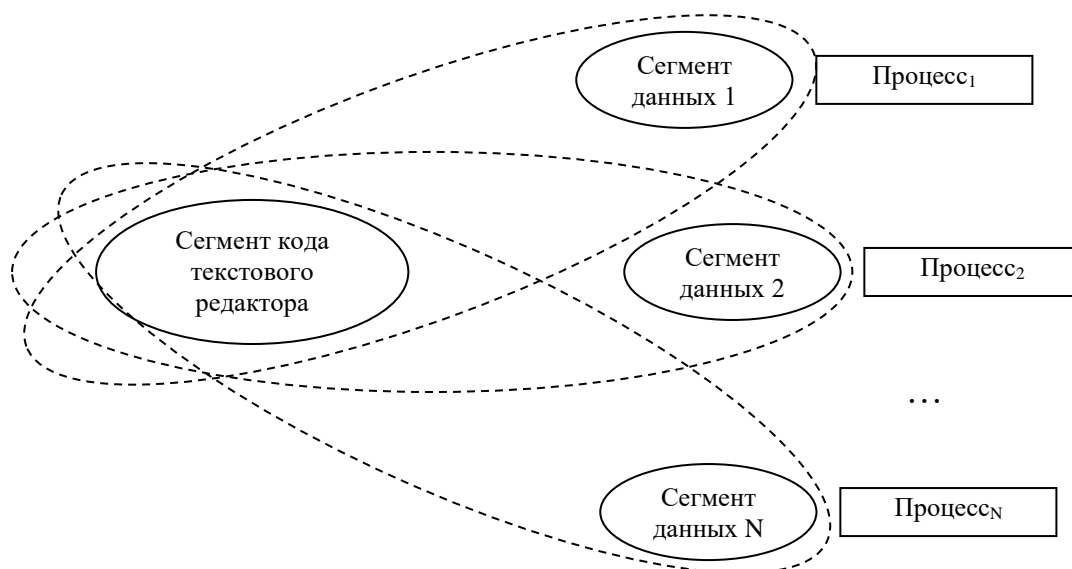 Сегмент
данных 1
Процесс₁
Сегмент кода
текстового
редактора
Сегмент
данных 2
Процесс₂
…
Сегмент
данных N
ПроцессN